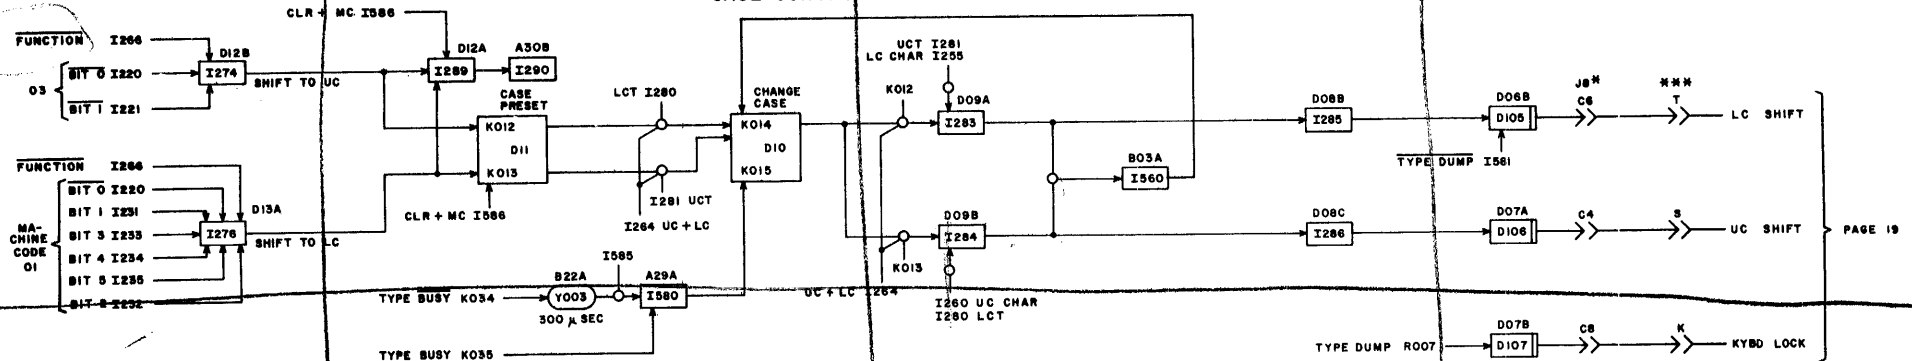 CLR + MC I586
FUNCTION I266
D12B
BIT 0 I220
I274
SHIFT TO UC
03
BIT 1 I221
D12A
I289
A30B
I290
CASE
PRESET
K012
D11
K013
CLR + MC I586
FUNCTION I266
BIT 0 I220
BIT 1 I231
BIT 3 I233
BIT 4 I234
BIT 5 I235
BIT 2 I232
MA-
CHINE
CODE
01
D13A
I276
SHIFT TO LC
LCT I280
I281 UCT
I264 UC + LC
CHANGE
CASE
K014
D10
K015
I585
B22A
Y003
300 μ SEC
A29A
I580
TYPE BUSY K034
TYPE BUSY K035
UCT I281
LC CHAR I255
K012
D09A
I283
D09B
I284
K013
UC + LC I264
I260 UC CHAR
I280 LCT
B03A
I560
D08B
I285
D08C
I286
D06B
D105
TYPE DUMP I581
J8*
C6
***
T
LC SHIFT
D07A
D106
C4
S
UC SHIFT
PAGE 19
TYPE DUMP R007
D07B
D107
C8
K
KYBD LOCK